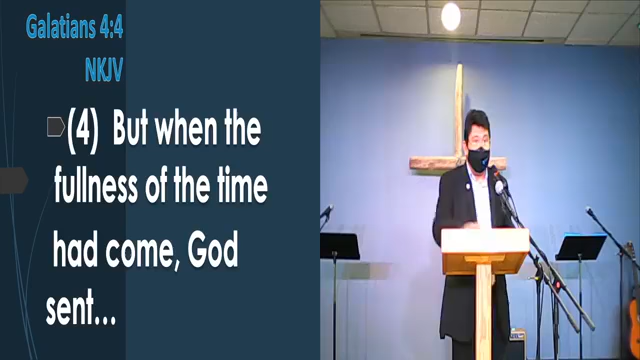 Galatians 4:4
NKJV
(4) But when the
fullness of the time
had come, God
sent...